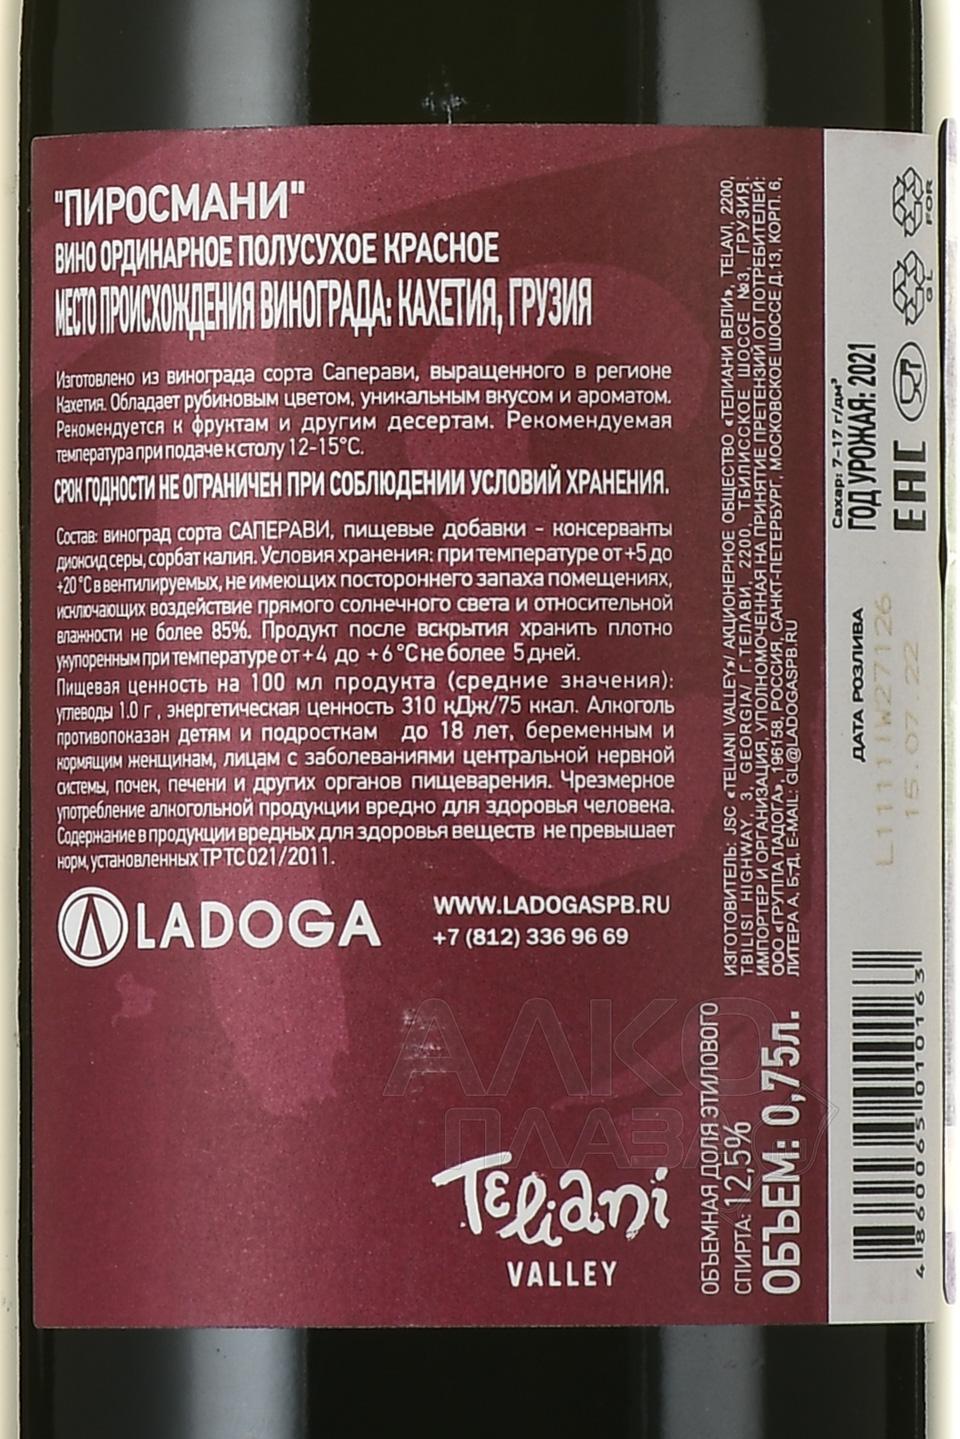 "ПИРОСМАНИ"
ВИНО ОРДИНАРНОЕ ПОЛУСУХОЕ КРАСНОЕ
МЕСТО ПРОИСХОЖДЕНИЯ ВИНОГРАДА: КАХЕТИЯ, ГРУЗИЯ
Изготовлено из винограда сорта Саперави, выращенного в регионе
Кахетия. Обладает рубиновым цветом, уникальным вкусом и ароматом.
Рекомендуется к фруктам и другим десертам. Рекомендуемая
температура при подаче к столу 12-15°С.
СРОК ГОДНОСТИ НЕ ОГРАНИЧЕН ПРИ СОБЛЮДЕНИИ УСЛОВИЙ ХРАНЕНИЯ.
Состав: виноград сорта САПЕРАВИ, пищевые добавки - консерванты
диоксид серы, сорбат калия. Условия хранения: при температуре от +5 до
+20 °С в вентилируемых, не имеющих постороннего запаха помещениях,
исключающих воздействие прямого солнечного света и относительной
влажности не более 85%. Продукт после вскрытия хранить плотно
укупоренным при температуре от + 4 до + 6 °С не более 5 дней.
Пищевая ценность на 100 мл продукта (средние значения):
углеводы 1.0 г , энергетическая ценность 310 кДж/75 ккал. Алкоголь
противопоказан детям и подросткам до 18 лет, беременным и
кормящим женщинам, лицам с заболеваниями центральной нервной
системы, почек, печени и других органов пищеварения. Чрезмерное
употребление алкогольной продукции вредно для здоровья человека.
Содержание в продукции вредных для здоровья веществ не превышает
норм, установленных ТР ТС 021/2011.
LADOGA
WWW.LADOGASPB.RU
+7 (812) 336 96 69
Teliani
VALLEY
ИЗГОТОВИТЕЛЬ: JSC «TELIANI VALLEY»/ АКЦИОНЕРНОЕ ОБЩЕСТВО «ТЕЛИАНИ ВЕЛИ», TELAVI, 2200,
TBILISI HIGHWAY, 3, GEORGIA/ Г. ТЕЛАВИ, 2200, ТБИЛИССКОЕ ШОССЕ №3, ГРУЗИЯ.
ИМПОРТЕР И ОРГАНИЗАЦИЯ, УПОЛНОМОЧЕННАЯ НА ПРИНЯТИЕ ПРЕТЕНЗИЙ ОТ ПОТРЕБИТЕЛЕЙ:
ООО «ГРУППА ЛАДОГА», 196158, РОССИЯ, САНКТ-ПЕТЕРБУРГ, МОСКОВСКОЕ ШОССЕ Д.13, КОРП. 6,
ЛИТЕРА А, Б, Д, E-MAIL: GL@LADOGASPB.RU
ОБЪЕМНАЯ ДОЛЯ ЭТИЛОВОГО
СПИРТА: 12,5%
ОБЪЕМ: 0,75л.
Сахар: 7-17 г/дм³
ГОД УРОЖАЯ: 2021
EAC
GL
FOR
ДАТА РОЗЛИВА
L1111W27126
15.07.22
4860065010163
АЛКО
ПЛАЗА